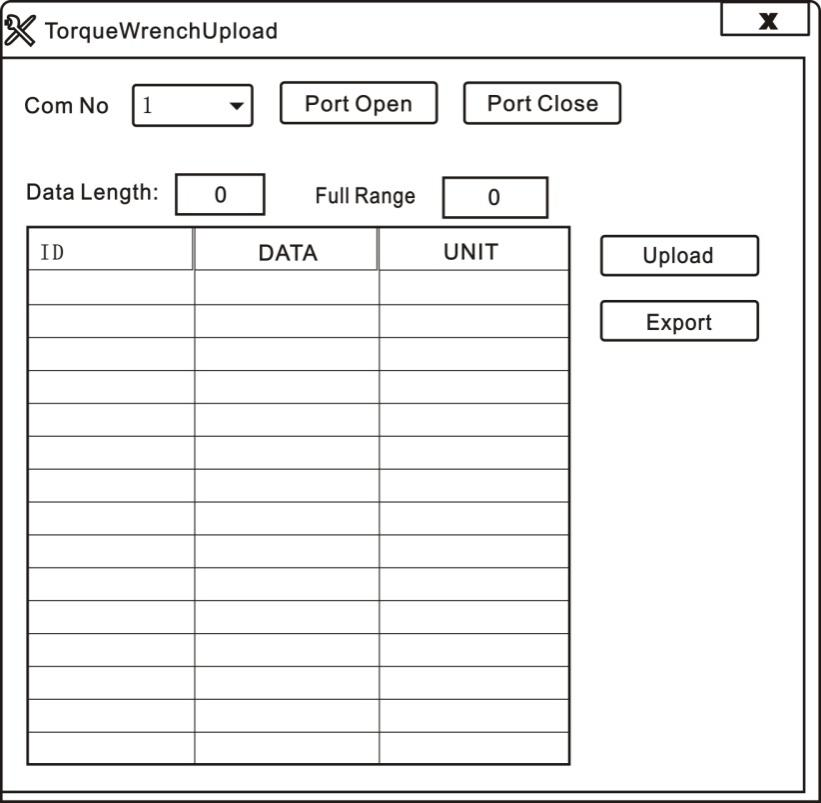 TorqueWrenchUpload X
Com No 1 Port Open Port Close
Data Length: 0 Full Range 0
ID DATA UNIT Upload
Export